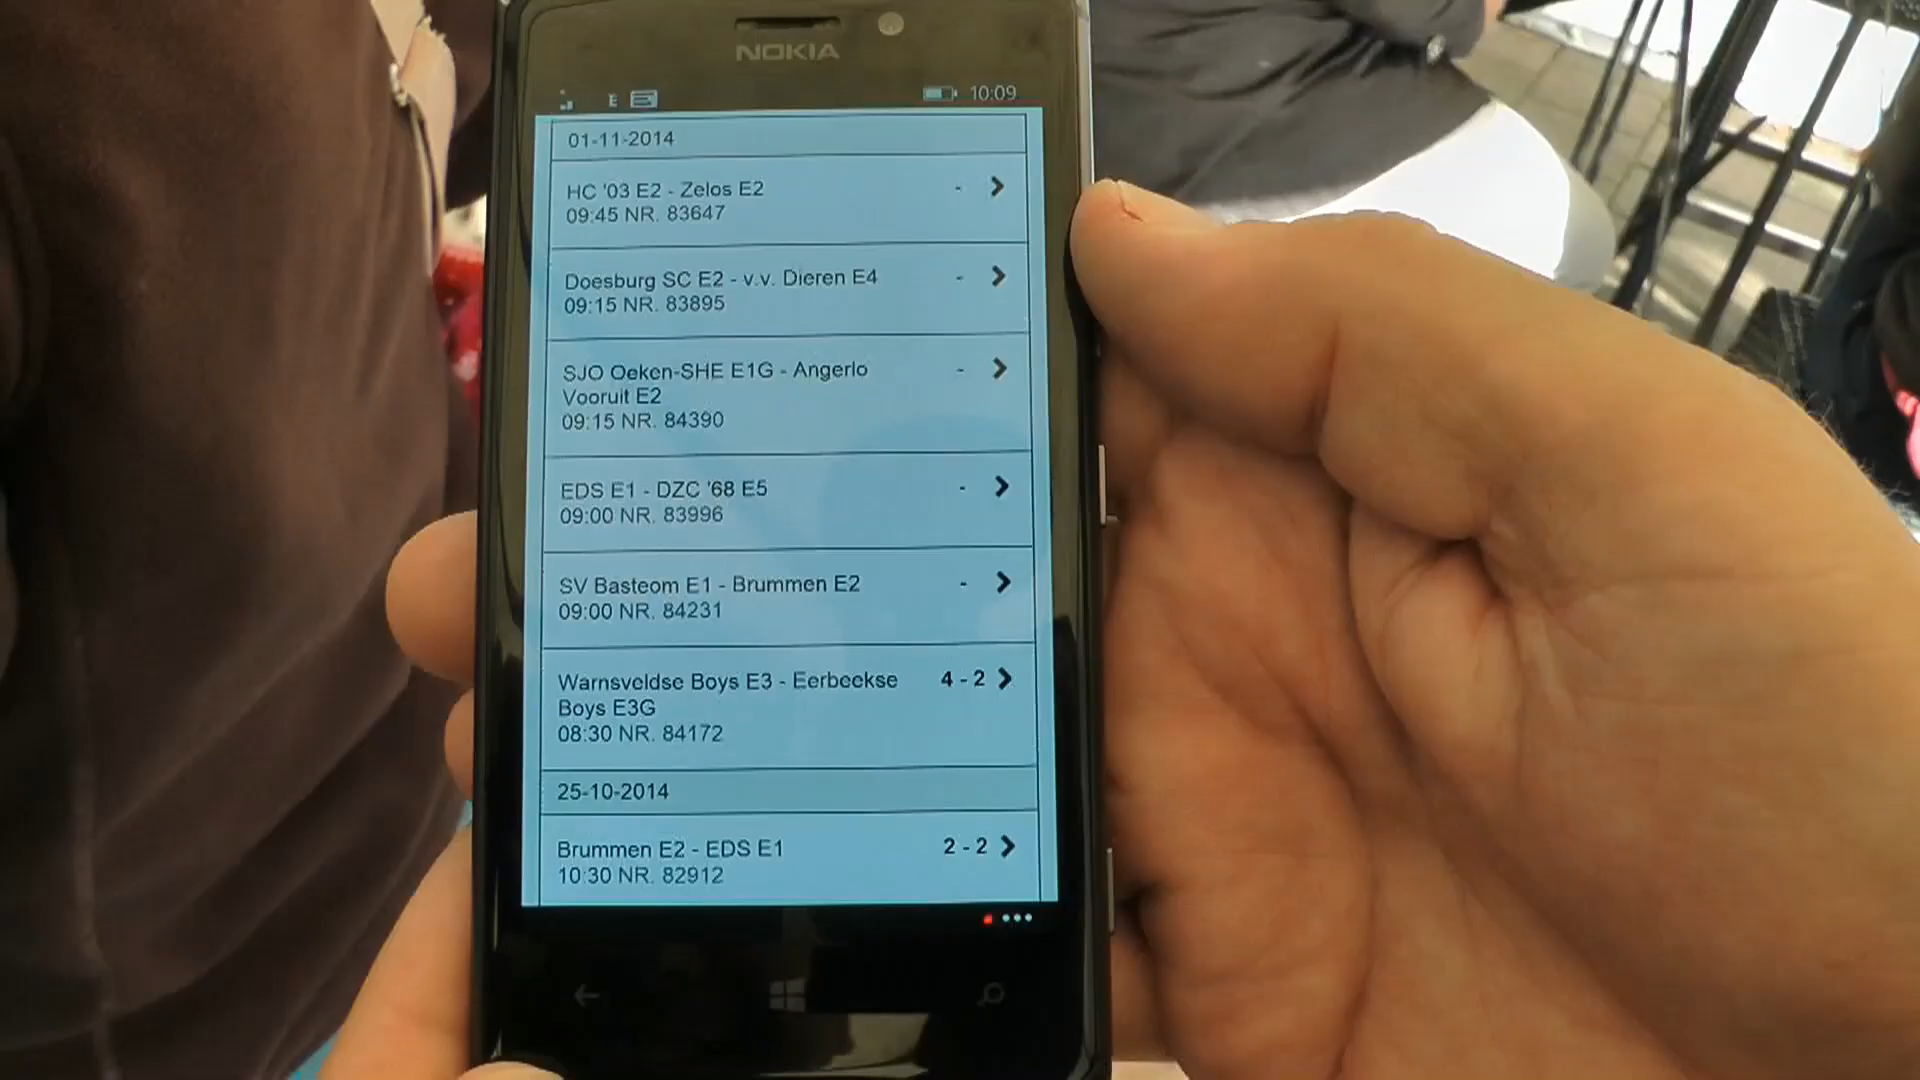 NOKIA
E 10:09
01-11-2014
HC '03 E2 - Zelos E2 -
09:45 NR. 83647
Doesburg SC E2 - v.v. Dieren E4 -
09:15 NR. 83895
SJO Oeken-SHE E1G - Angerlo -
Vooruit E2
09:15 NR. 84390
EDS E1 - DZC '68 E5 -
09:00 NR. 83996
SV Basteom E1 - Brummen E2 -
09:00 NR. 84231
Warnsveldse Boys E3 - Eerbeekse 4 - 2
Boys E3G
08:30 NR. 84172
25-10-2014
Brummen E2 - EDS E1 2 - 2
10:30 NR. 82912